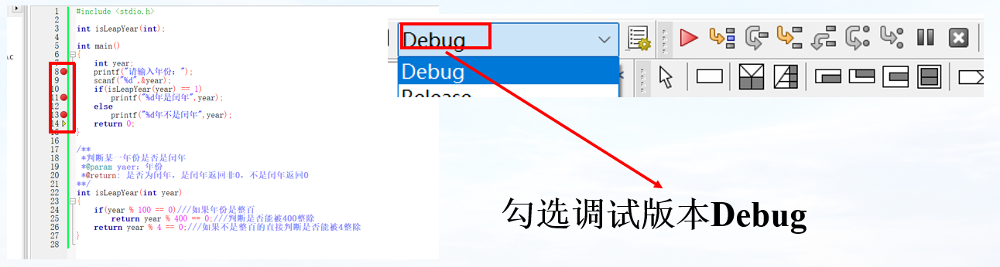 1 #include <stdio.h>
2
3 int isLeapYear(int);
4
5 int main()
6 {
7 int year;
8 printf("请输入年份: ");
9 scanf("%d",&year);
10 if(isLeapYear(year) == 1)
11 printf("%d年是闰年",year);
12 else
13 printf("%d年不是闰年",year);
14 return 0;
15 }
16
17 /**
18 *判断某一年份是否是闰年
19 *@param yaer: 年份
20 *@return: 是否为闰年, 是闰年返回非0, 不是闰年返回0
21 **/
22 int isLeapYear(int year)
23 {
24 if(year % 100 == 0)///如果年份是整百
25 return year % 400 == 0;///判断是否能被400整除
26 return year % 4 == 0;///如果不是整百的直接判断是否能被4整除
27 }
28
Debug
Debug
Release
勾选调试版本Debug